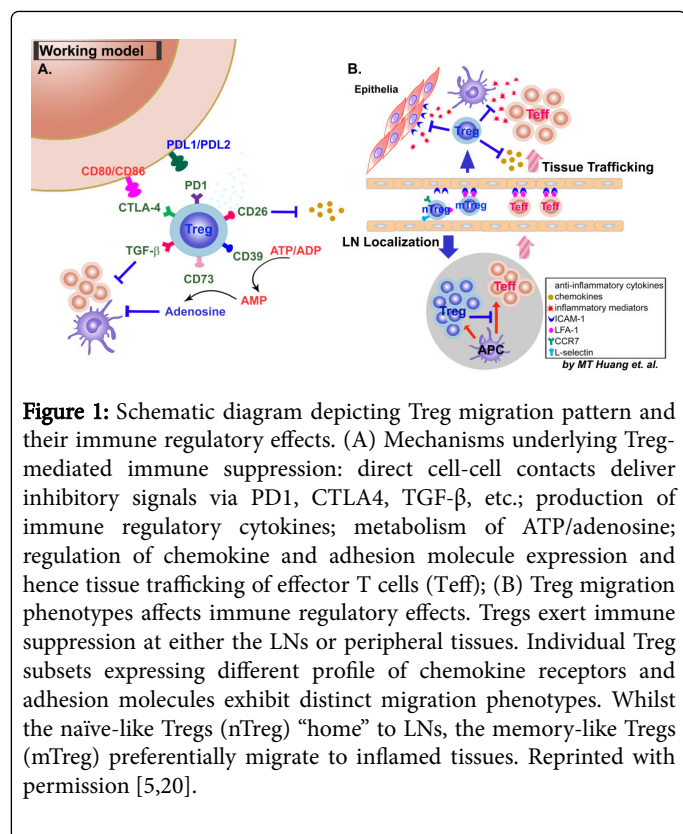 Working model
A.
PDL1/PDL2
CD80/CD86
PD1
CTLA-4
CD26
Treg
TGF-β
CD39
ATP/ADP
CD73
AMP
Adenosine
B.
Epithelia
Teff
Treg
Tissue Trafficking
nTreg
mTreg
Teff
Teff
LN Localization
Teff
Treg
APC
anti-inflammatory cytokines
chemokines
inflammatory mediators
ICAM-1
LFA-1
CCR7
L-selectin
by MT Huang et. al.
Figure 1: Schematic diagram depicting Treg migration pattern and
their immune regulatory effects. (A) Mechanisms underlying Treg-
mediated immune suppression: direct cell-cell contacts deliver
inhibitory signals via PD1, CTLA4, TGF-β, etc.; production of
immune regulatory cytokines; metabolism of ATP/adenosine;
regulation of chemokine and adhesion molecule expression and
hence tissue trafficking of effector T cells (Teff); (B) Treg migration
phenotypes affects immune regulatory effects. Tregs exert immune
suppression at either the LNs or peripheral tissues. Individual Treg
subsets expressing different profile of chemokine receptors and
adhesion molecules exhibit distinct migration phenotypes. Whilst
the naïve-like Tregs (nTreg) “home” to LNs, the memory-like Tregs
(mTreg) preferentially migrate to inflamed tissues. Reprinted with
permission [5,20].